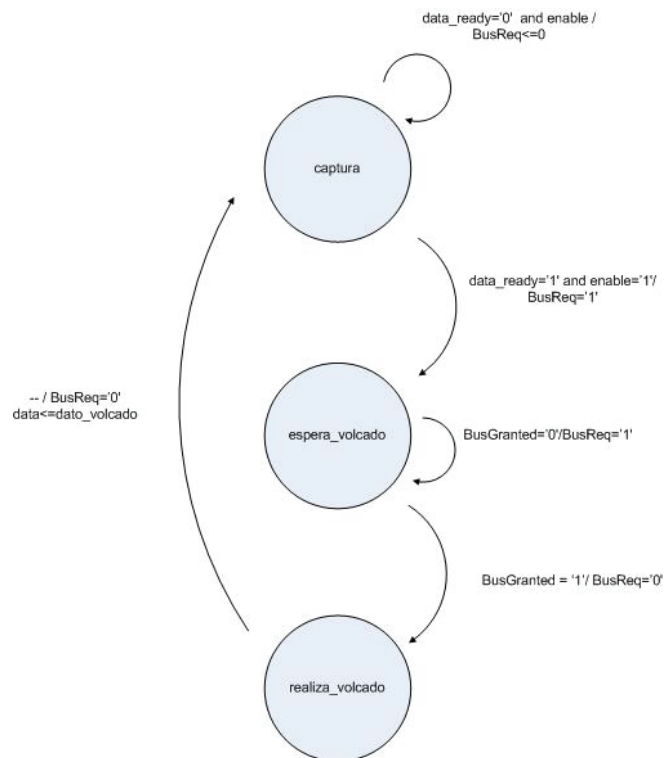 data_ready='0' and enable /
BusReq<=0
captura
data_ready='1' and enable='1'/
BusReq='1'
-- / BusReq='0'
data<=dato_volcado
espera_volcado
BusGranted='0'/BusReq='1'
BusGranted = '1'/ BusReq='0'
realiza_volcado